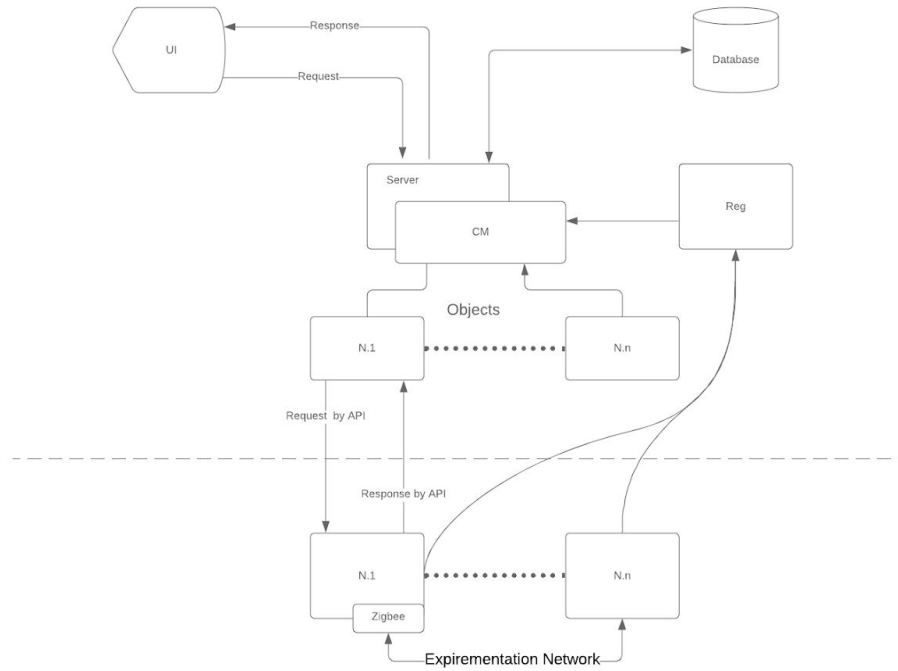 Response
UI
Database
Request
Server
Reg
CM
Objects
N.1
N.n
Request by API
Response by API
N.1
N.n
Zigbee
Expirementation Network